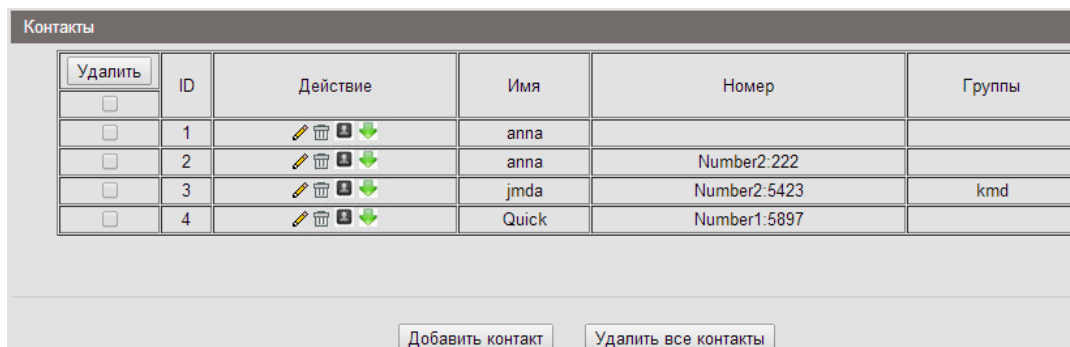 Контакты
Удалить ID Действие Имя Номер Группы
1 anna
2 anna Number2:222
3 jmda Number2:5423 kmd
4 Quick Number1:5897
Добавить контакт Удалить все контакты